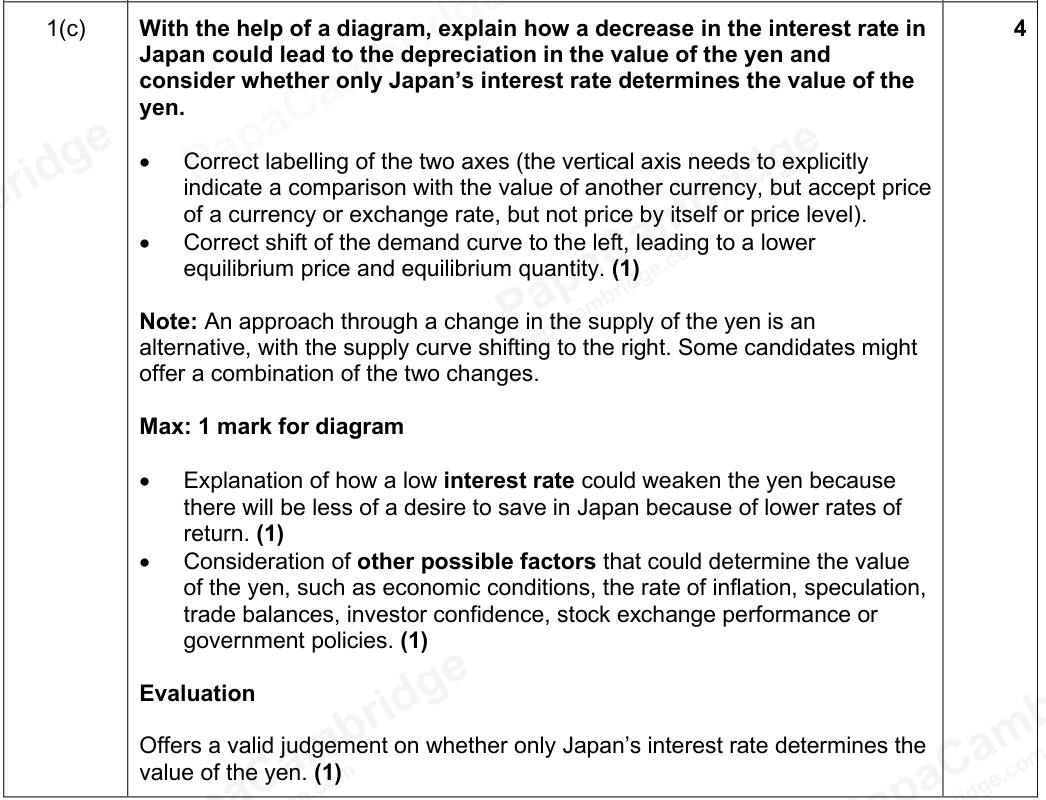 1(c)
With the help of a diagram, explain how a decrease in the interest rate in
4
Japan could lead to the depreciation in the value of the yen and
consider whether only Japan’s interest rate determines the value of the
yen.
• Correct labelling of the two axes (the vertical axis needs to explicitly
indicate a comparison with the value of another currency, but accept price
of a currency or exchange rate, but not price by itself or price level).
• Correct shift of the demand curve to the left, leading to a lower
equilibrium price and equilibrium quantity. (1)
Note: An approach through a change in the supply of the yen is an
alternative, with the supply curve shifting to the right. Some candidates might
offer a combination of the two changes.
Max: 1 mark for diagram
• Explanation of how a low interest rate could weaken the yen because
there will be less of a desire to save in Japan because of lower rates of
return. (1)
• Consideration of other possible factors that could determine the value
of the yen, such as economic conditions, the rate of inflation, speculation,
trade balances, investor confidence, stock exchange performance or
government policies. (1)
Evaluation
Offers a valid judgement on whether only Japan’s interest rate determines the
value of the yen. (1)